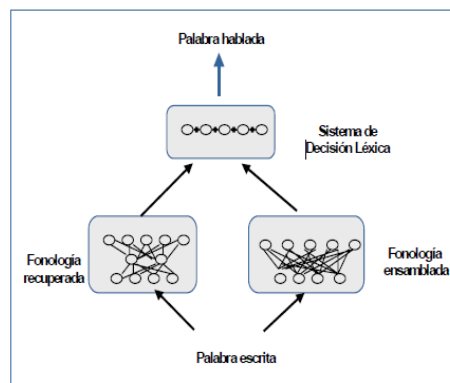 Palabra hablada
Sistema de
Decisión Léxica
Fonología
recuperada
Fonología
ensamblada
Palabra escrita